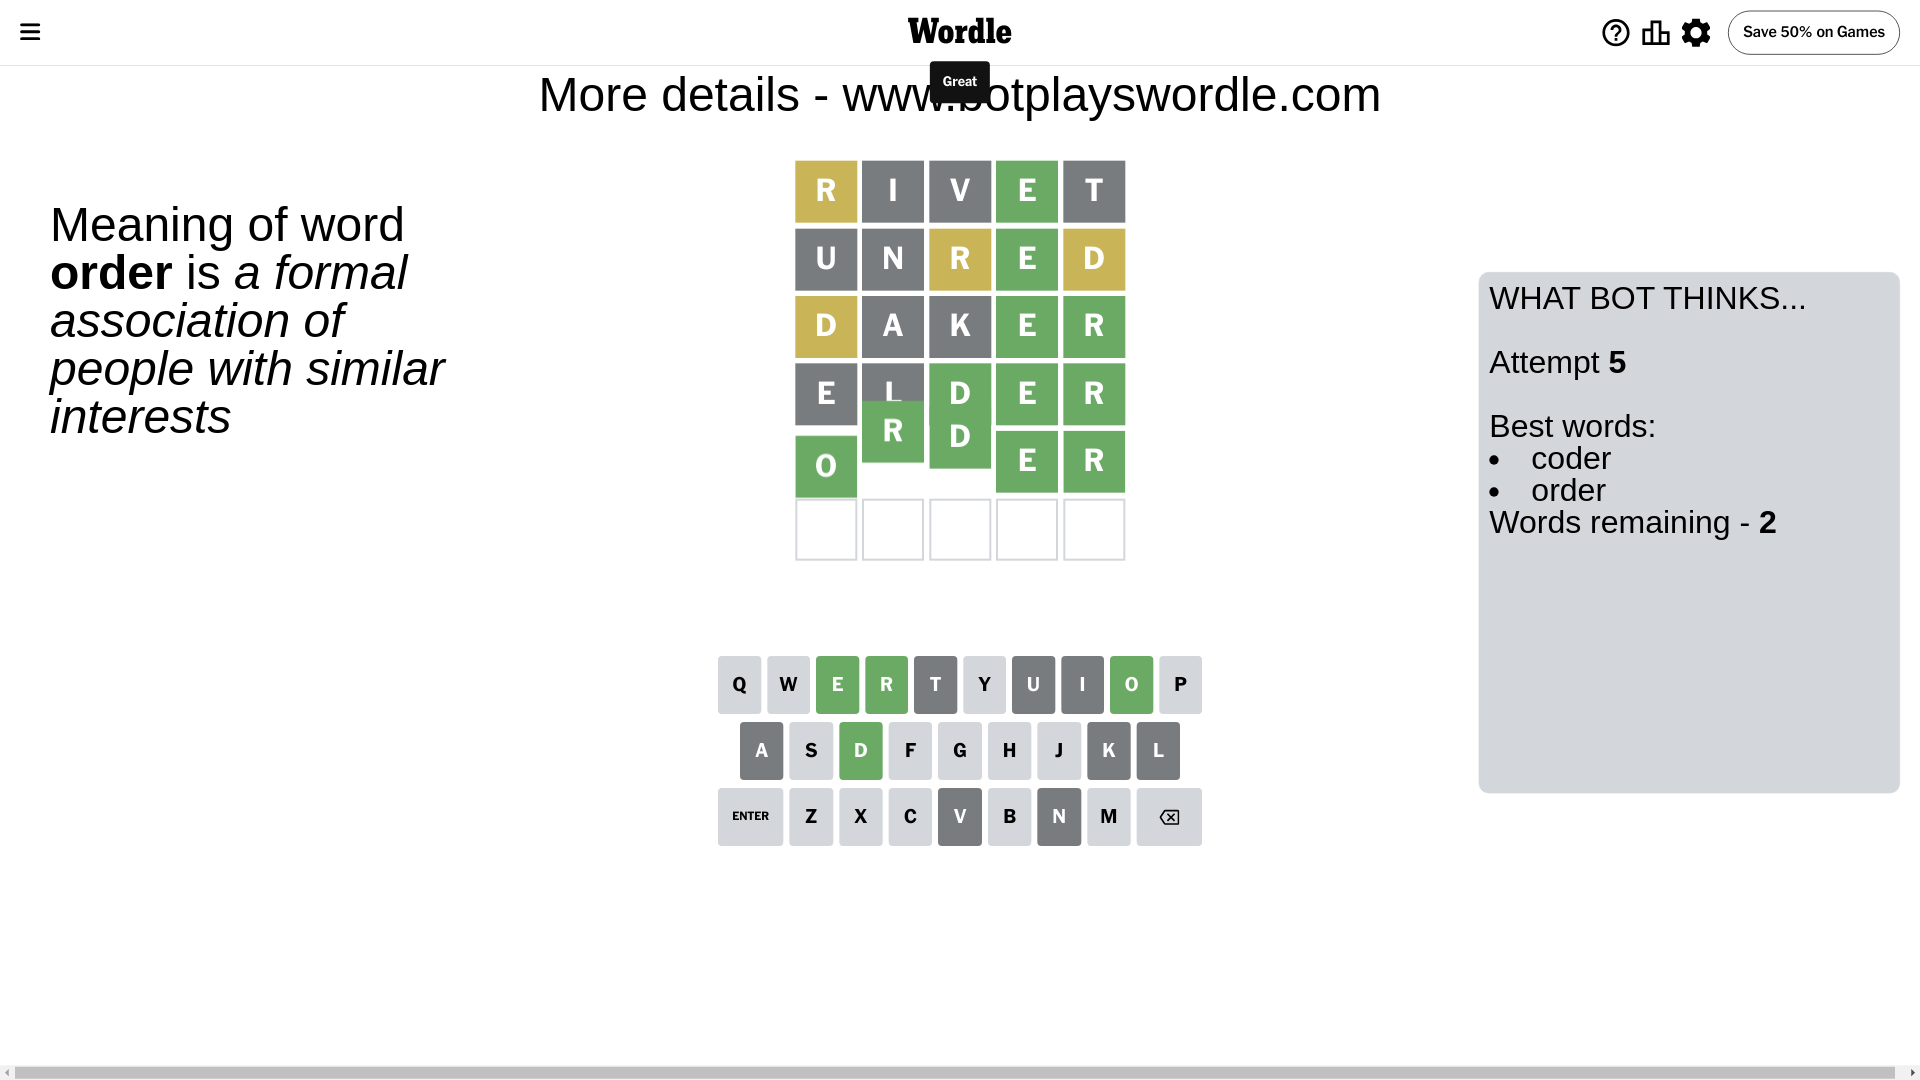 Wordle
Save 50% on Games
Great
More details - www.botplayswordle.com
Meaning of word
order is a formal
association of
people with similar
interests
R I V E T
U N R E D
D A K E R
E L D E R
O R D E R
WHAT BOT THINKS...
Attempt 5
Best words:
• coder
• order
Words remaining - 2
Q W E R T Y U I O P
A S D F G H J K L
ENTER Z X C V B N M